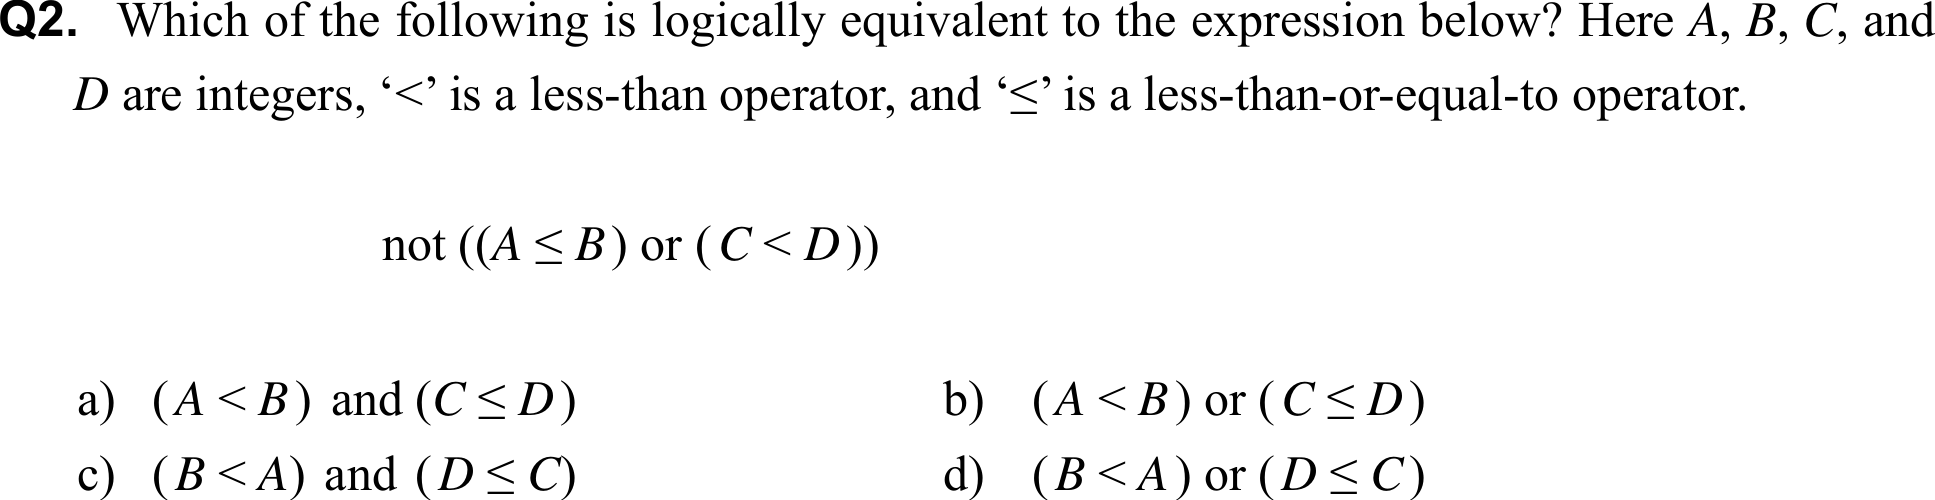 Q2. Which of the following is logically equivalent to the expression below? Here A, B, C, and
D are integers, ‘<’ is a less-than operator, and ‘≤’ is a less-than-or-equal-to operator.
not ((A ≤ B) or (C < D))
a) (A < B) and (C ≤ D) b) (A < B) or (C ≤ D)
c) (B < A) and (D ≤ C) d) (B < A) or (D ≤ C)